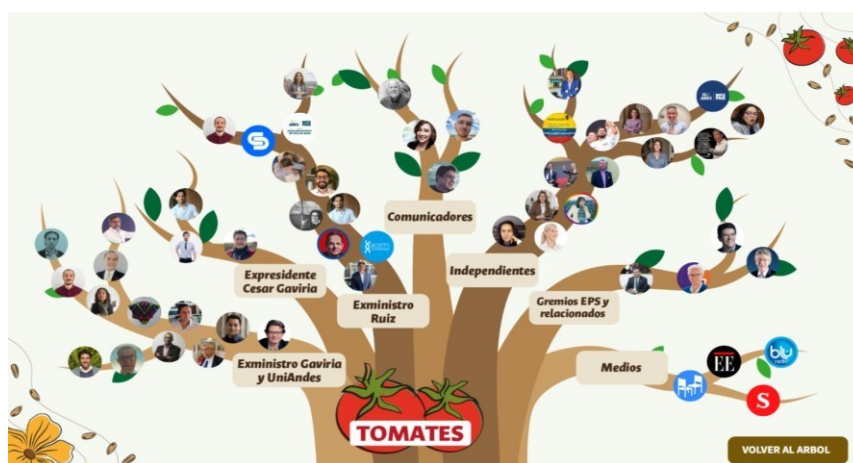 Comunicadores
Expresidente
Cesar Gaviria
Independientes
Exministro
Ruiz
Gremios EPS y
relacionados
Exministro Gaviria
y UniAndes
Medios
EE
blu
S
TOMATES
VOLVER AL ARBOL